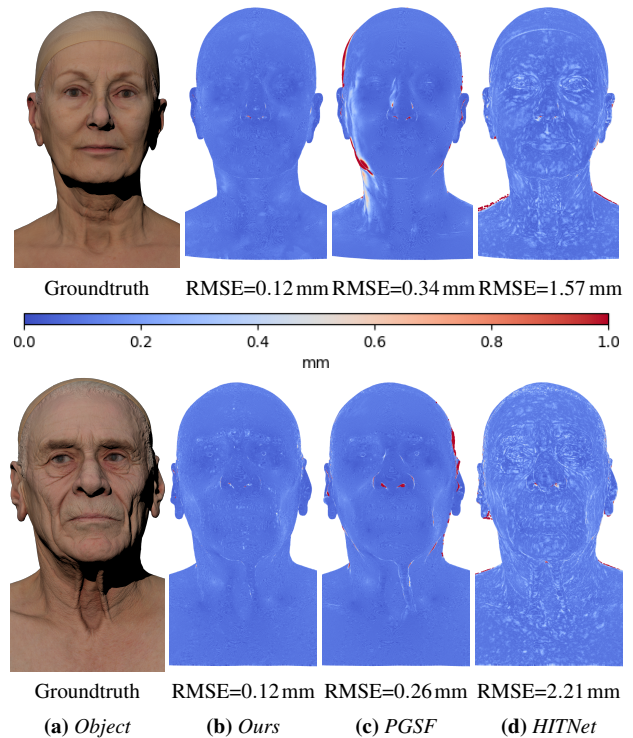 Groundtruth RMSE=0.12 mm RMSE=0.34 mm RMSE=1.57 mm
0.0 0.2 0.4 0.6 0.8 1.0
mm
Groundtruth RMSE=0.12 mm RMSE=0.26 mm RMSE=2.21 mm
(a) Object (b) Ours (c) PGSF (d) HITNet